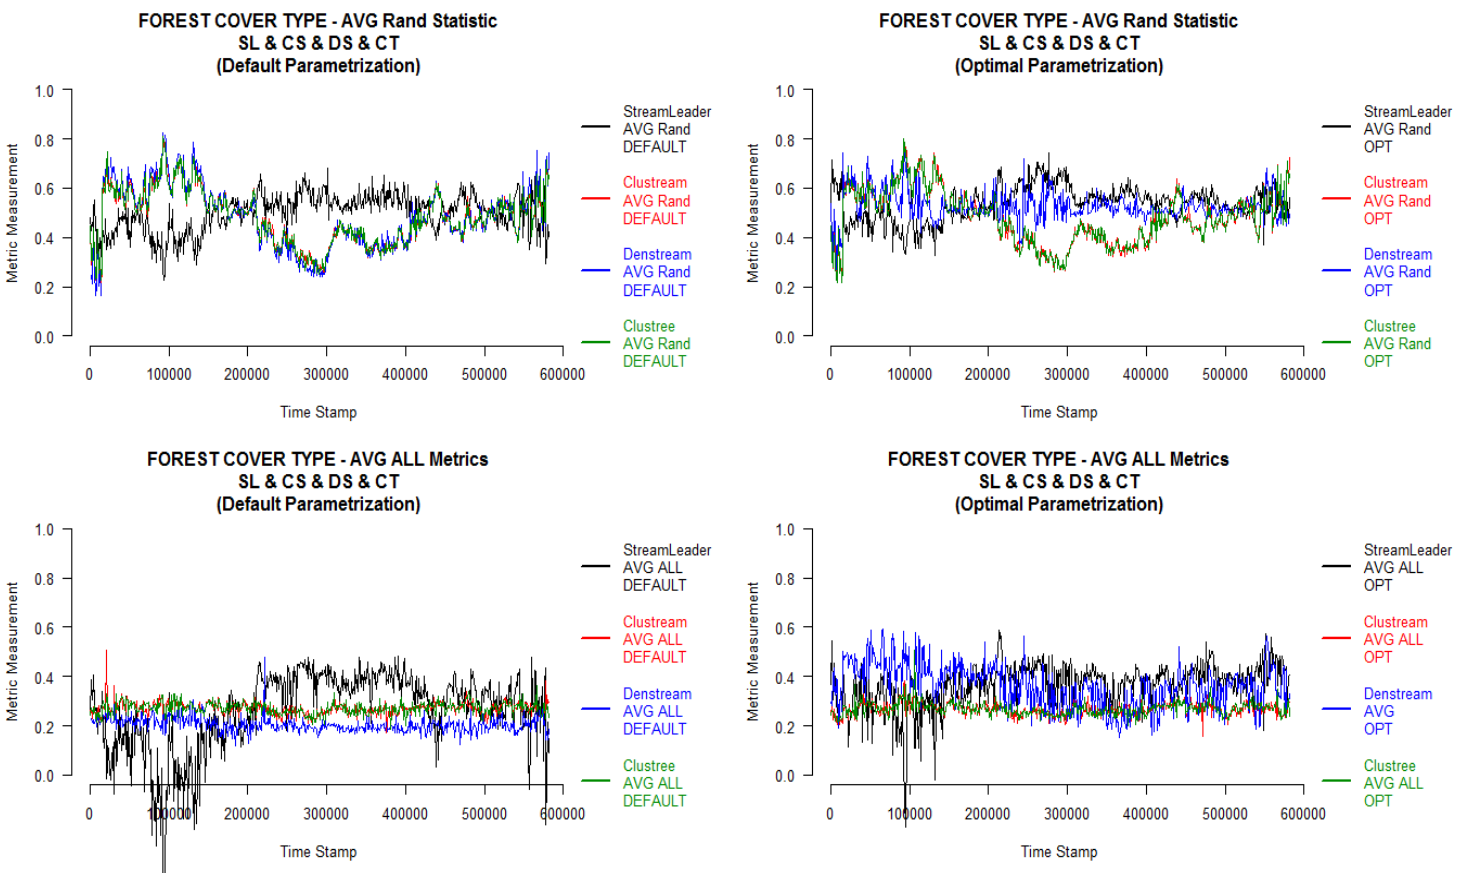 FOREST COVER TYPE - AVG Rand Statistic
SL & CS & DS & CT
(Default Parametrization)
Metric Measurement
1.0
0.8
0.6
0.4
0.2
0.0
0
100000
200000
300000
400000
500000
600000
Time Stamp
StreamLeader
AVG Rand
DEFAULT
Clustream
AVG Rand
DEFAULT
Denstream
AVG Rand
DEFAULT
Clustree
AVG Rand
DEFAULT
FOREST COVER TYPE - AVG Rand Statistic
SL & CS & DS & CT
(Optimal Parametrization)
Metric Measurement
1.0
0.8
0.6
0.4
0.2
0.0
0
100000
200000
300000
400000
500000
600000
Time Stamp
StreamLeader
AVG Rand
OPT
Clustream
AVG Rand
OPT
Denstream
AVG Rand
OPT
Clustree
AVG Rand
OPT
FOREST COVER TYPE - AVG ALL Metrics
SL & CS & DS & CT
(Default Parametrization)
Metric Measurement
1.0
0.8
0.6
0.4
0.2
0.0
0
100000
200000
300000
400000
500000
600000
Time Stamp
StreamLeader
AVG ALL
DEFAULT
Clustream
AVG ALL
DEFAULT
Denstream
AVG ALL
DEFAULT
Clustree
AVG ALL
DEFAULT
FOREST COVER TYPE - AVG ALL Metrics
SL & CS & DS & CT
(Optimal Parametrization)
Metric Measurement
1.0
0.8
0.6
0.4
0.2
0.0
0
100000
200000
300000
400000
500000
600000
Time Stamp
StreamLeader
AVG ALL
OPT
Clustream
AVG ALL
OPT
Denstream
AVG
OPT
Clustree
AVG ALL
OPT